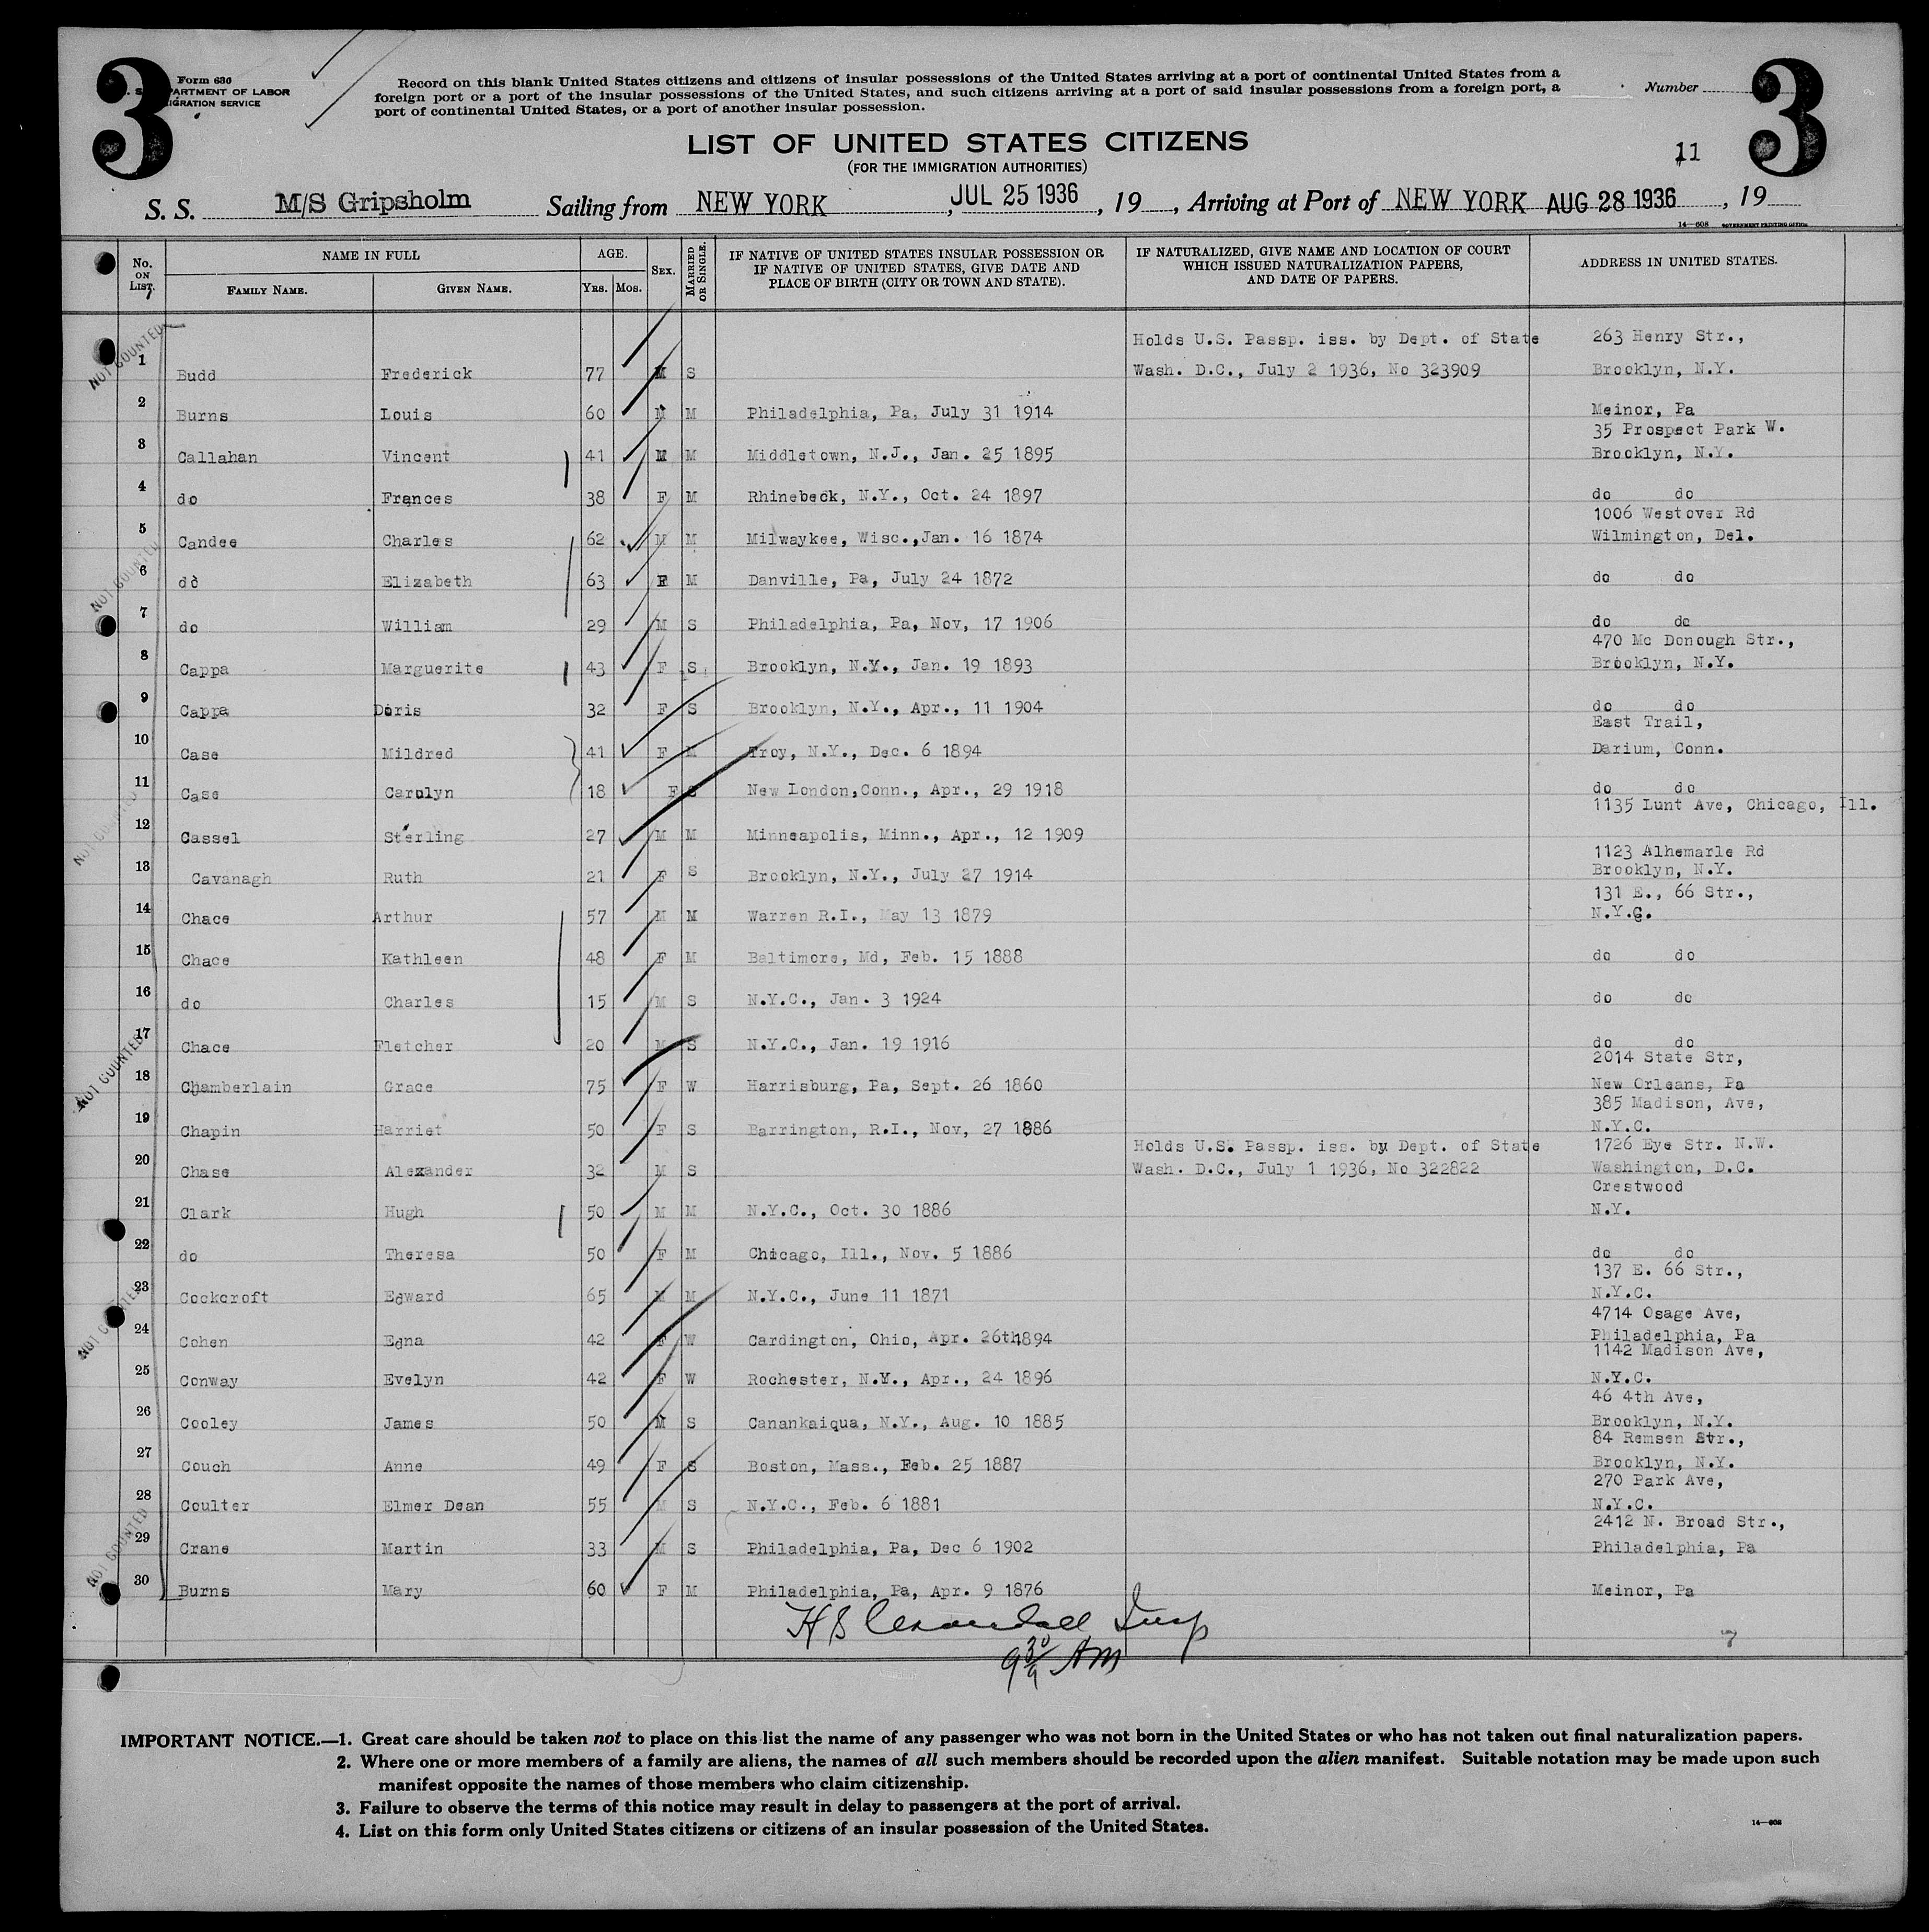 3
Form 630
U. S. DEPARTMENT OF LABOR
IMMIGRATION SERVICE
Record on this blank United States citizens and citizens of insular possessions of the United States arriving at a port of continental United States from a
foreign port or a port of the insular possessions of the United States, and such citizens arriving at a port of said insular possessions from a foreign port, a
port of continental United States, or a port of another insular possession.
Number
3
LIST OF UNITED STATES CITIZENS
(FOR THE IMMIGRATION AUTHORITIES)
11
S. S. M/S Gripsholm Sailing from NEW YORK, JUL 25 1936, 19, Arriving at Port of NEW YORK AUG 28 1936, 19
14—608 GOVERNMENT PRINTING OFFICE
No. ON LIST. NAME IN FULL FAMILY NAME. GIVEN NAME. AGE. YRS. MOS. SEX. MARRIED OR SINGLE. IF NATIVE OF UNITED STATES INSULAR POSSESSION OR IF NATIVE OF UNITED STATES, GIVE DATE AND PLACE OF BIRTH (CITY OR TOWN AND STATE). IF NATURALIZED, GIVE NAME AND LOCATION OF COURT WHICH ISSUED NATURALIZATION PAPERS, AND DATE OF PAPERS. ADDRESS IN UNITED STATES.
NOT COUNTED
Holds U.S. Passp. iss. by Dept. of State 263 Henry Str.,
1 Budd Frederick 77 M S Wash. D.C., July 2 1936, No 323909 Brooklyn, N.Y.
2 Burns Louis 60 M M Philadelphia, Pa, July 31 1914 Meinor, Pa
35 Prospect Park W.
3 Callahan Vincent 41 M M Middletown, N.J., Jan. 25 1895 Brooklyn, N.Y.
4 do Frances 38 F M Rhinebeck, N.Y., Oct. 24 1897 do do
1006 Westover Rd
5 Candee Charles 62 M M Milwaykee, Wisc.,Jan. 16 1874 Wilmington, Del.
NOT COUNTED
6 do Elizabeth 63 F M Danville, Pa, July 24 1872 do do
7 do William 29 M S Philadelphia, Pa, Nov, 17 1906 do do
470 Mc Donough Str.,
8 Cappa Marguerite 43 F S Brooklyn, N.Y., Jan. 19 1893 Brooklyn, N.Y.
9 Cappa Doris 32 F S Brooklyn, N.Y., Apr., 11 1904 do do
East Trail,
10 Case Mildred 41 F M Troy, N.Y., Dec. 6 1894 Darium, Conn.
11 Case Carolyn 18 F S New London,Conn., Apr., 29 1918 do do
1135 Lunt Ave, Chicago, Ill.
NOT COUNTED
12 Cassel Sterling 27 M M Minneapolis, Minn., Apr., 12 1909
1123 Alhemarle Rd
13 Cavanagh Ruth 21 F S Brooklyn, N.Y., July 27 1914 Brooklyn, N.Y.
131 E., 66 Str.,
14 Chace Arthur 57 M M Warren R.I., May 13 1879 N.Y.C.
15 Chace Kathleen 48 F M Baltimore, Md, Feb. 15 1888 do do
16 do Charles 15 M S N.Y.C., Jan. 3 1924 do do
17 Chace Fletcher 20 M S N.Y.C., Jan. 19 1916 do do
NOT COUNTED
2014 State Str,
18 Chamberlain Grace 75 F W Harrisburg, Pa, Sept. 26 1860 New Orleans, Pa
385 Madison, Ave,
19 Chapin Harriet 50 F S Barrington, R.I., Nov, 27 1886 N.Y.C.
Holds U.S. Passp. iss. by Dept. of State 1726 Eye Str. N.W.
20 Chase Alexander 32 M S Wash. D.C., July 1 1936, No 322822 Washington, D.C.
Crestwood
21 Clark Hugh 50 M M N.Y.C., Oct. 30 1886 N.Y.
22 do Theresa 50 F M Chicago, Ill., Nov. 5 1886 do do
137 E. 66 Str.,
23 Cockcroft Edward 65 M M N.Y.C., June 11 1871 N.Y.C.
NOT COUNTED
4714 Osage Ave,
24 Cohen Edna 42 F W Cardington, Ohio, Apr. 26th1894 Philadelphia, Pa
1142 Madison Ave,
25 Conway Evelyn 42 F W Rochester, N.Y., Apr., 24 1896 N.Y.C.
46 4th Ave,
26 Cooley James 50 M S Canankaiqua, N.Y., Aug. 10 1885 Brooklyn, N.Y.
84 Remsen Str.,
27 Couch Anne 49 F S Boston, Mass., Feb. 25 1887 Brooklyn, N.Y.
270 Park Ave,
28 Coulter Elmer Dean 55 M S N.Y.C., Feb. 6 1881 N.Y.C.
2412 N. Broad Str.,
29 Crane Martin 33 M S Philadelphia, Pa, Dec 6 1902 Philadelphia, Pa
NOT COUNTED
30 Burns Mary 60 F M Philadelphia, Pa, Apr. 9 1876 Meinor, Pa
H S Crandall Insp
9 30 AM
IMPORTANT NOTICE.—1. Great care should be taken not to place on this list the name of any passenger who was not born in the United States or who has not taken out final naturalization papers.
2. Where one or more members of a family are aliens, the names of all such members should be recorded upon the alien manifest. Suitable notation may be made upon such
manifest opposite the names of those members who claim citizenship.
3. Failure to observe the terms of this notice may result in delay to passengers at the port of arrival.
4. List on this form only United States citizens or citizens of an insular possession of the United States.
14—608